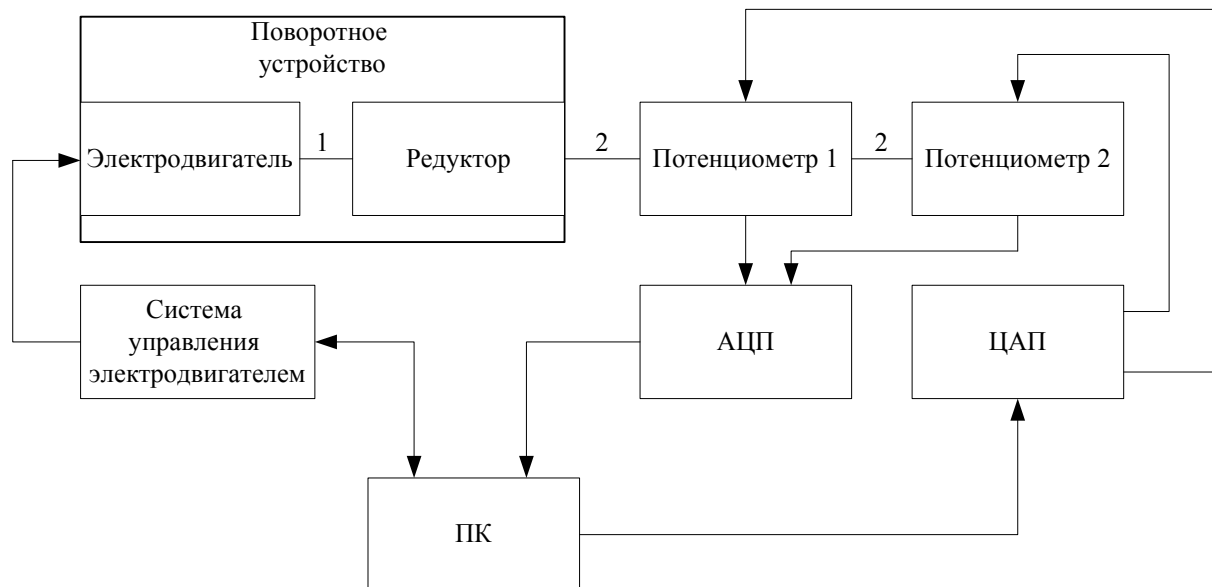 Поворотное
устройство
Электродвигатель
1
Редуктор
2
Потенциометр 1
2
Потенциометр 2
Система
управления
электродвигателем
АЦП
ЦАП
ПК